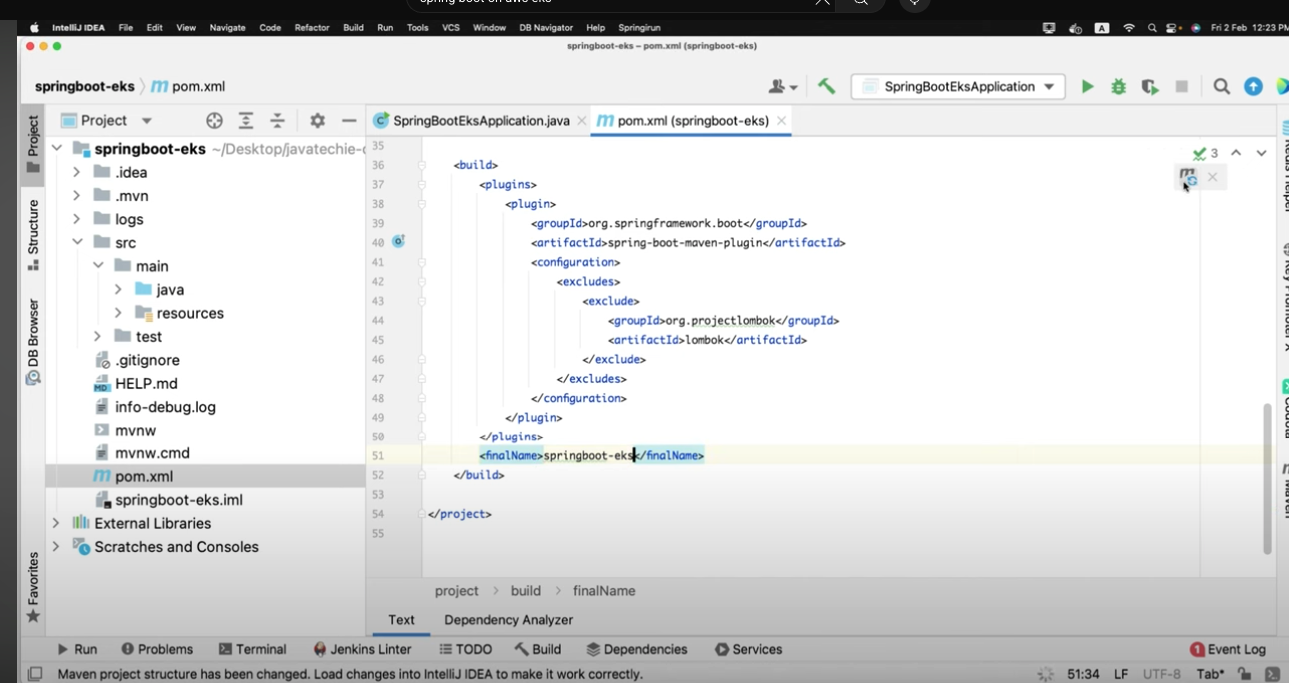 spring boot on aws eks
IntelliJ IDEA File Edit View Navigate Code Refactor Build Run Tools VCS Window DB Navigator Help Springirun
A
Fri 2 Feb 12:23 PM
springboot-eks – pom.xml (springboot-eks)
springboot-eks pom.xml
SpringBootEksApplication
Project
SpringBootEksApplication.java
pom.xml (springboot-eks)
3
Project
Structure
DB Browser
Favorites
springboot-eks ~/Desktop/javatechie-
.idea
.mvn
logs
src
main
java
resources
test
.gitignore
HELP.md
info-debug.log
mvnw
mvnw.cmd
pom.xml
springboot-eks.iml
External Libraries
Scratches and Consoles
35
36 <build>
37 <plugins>
38 <plugin>
39 <groupId>org.springframework.boot</groupId>
40 <artifactId>spring-boot-maven-plugin</artifactId>
41 <configuration>
42 <excludes>
43 <exclude>
44 <groupId>org.projectlombok</groupId>
45 <artifactId>lombok</artifactId>
46 </exclude>
47 </excludes>
48 </configuration>
49 </plugin>
50 </plugins>
51 <finalName>springboot-eks</finalName>
52 </build>
53
54 </project>
55
project build finalName
Text Dependency Analyzer
Run Problems Terminal Jenkins Linter TODO Build Dependencies Services
1 Event Log
Maven project structure has been changed. Load changes into IntelliJ IDEA to make it work correctly.
51:34 LF UTF-8 Tab*